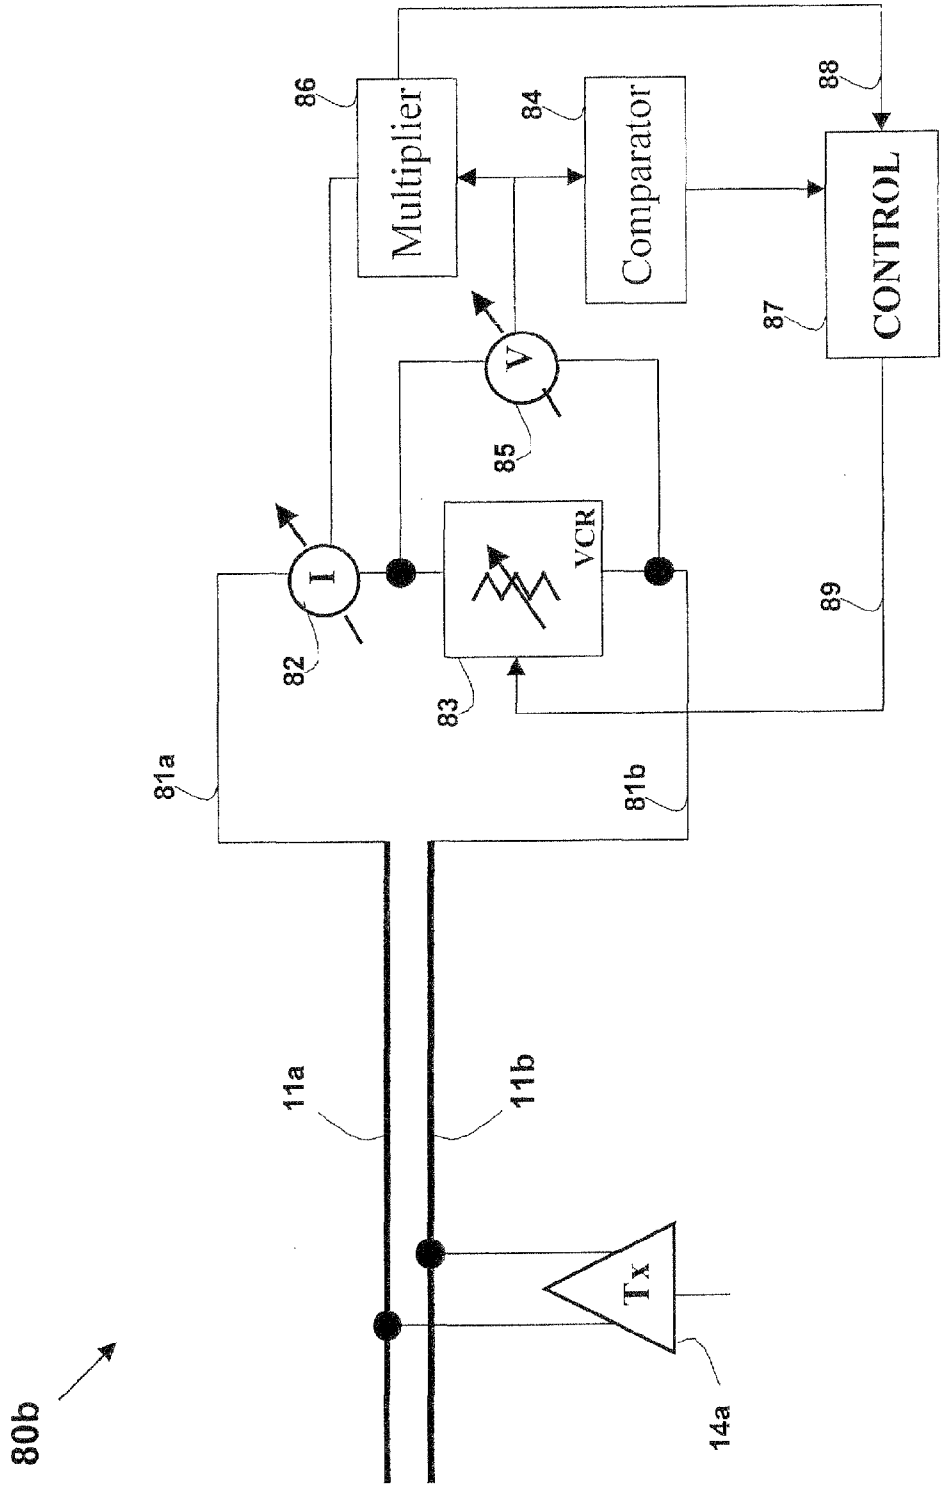 80b
11a
11b
14a
Tx
81a
81b
82
I
83
VCR
85
V
86
Multiplier
84
Comparator
87
CONTROL
88
89